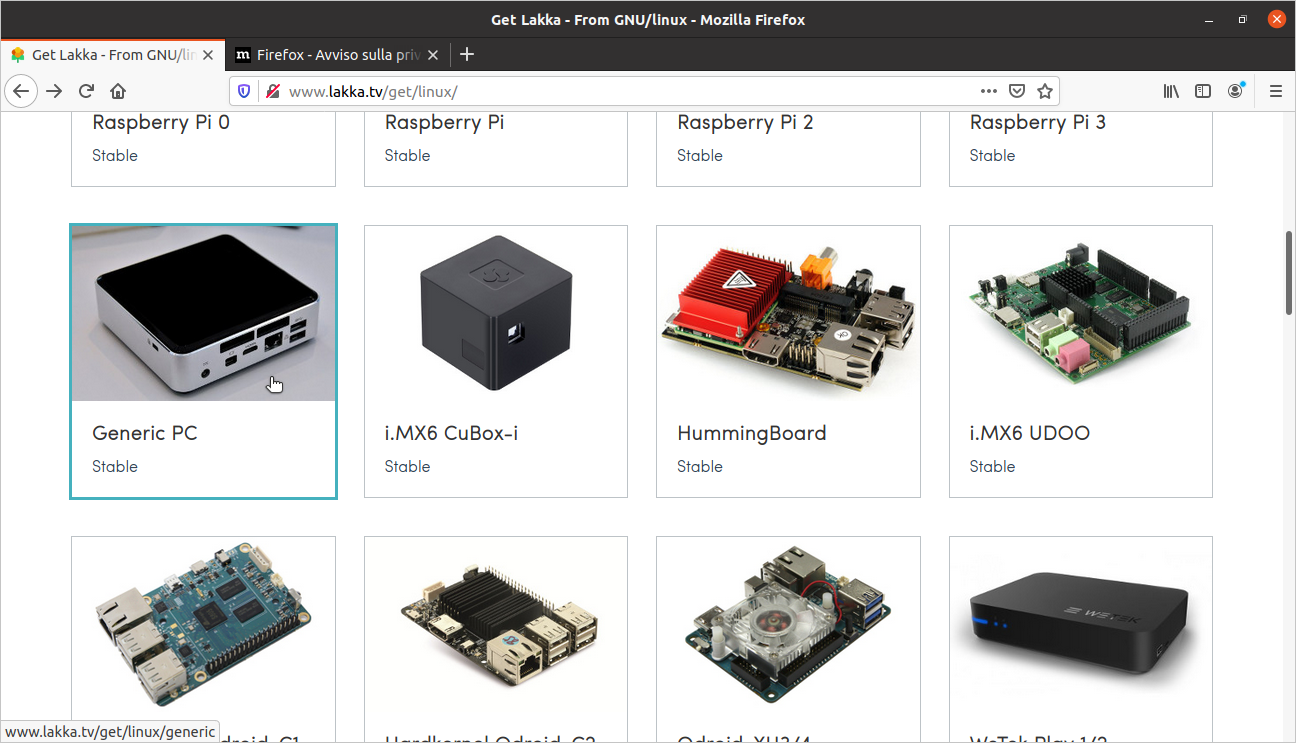 Get Lakka - From GNU/linux - Mozilla Firefox
Get Lakka - From GNU/lin
m Firefox - Avviso sulla priv
www.lakka.tv/get/linux/
Raspberry Pi 0
Raspberry Pi
Raspberry Pi 2
Raspberry Pi 3
Stable
Stable
Stable
Stable
Generic PC
i.MX6 CuBox-i
HummingBoard
i.MX6 UDOO
Stable
Stable
Stable
Stable
WeTek
www.lakka.tv/get/linux/generic
Hardkernel Odroid-C2
Odroid-XU3/4
WeTek Play 1/2